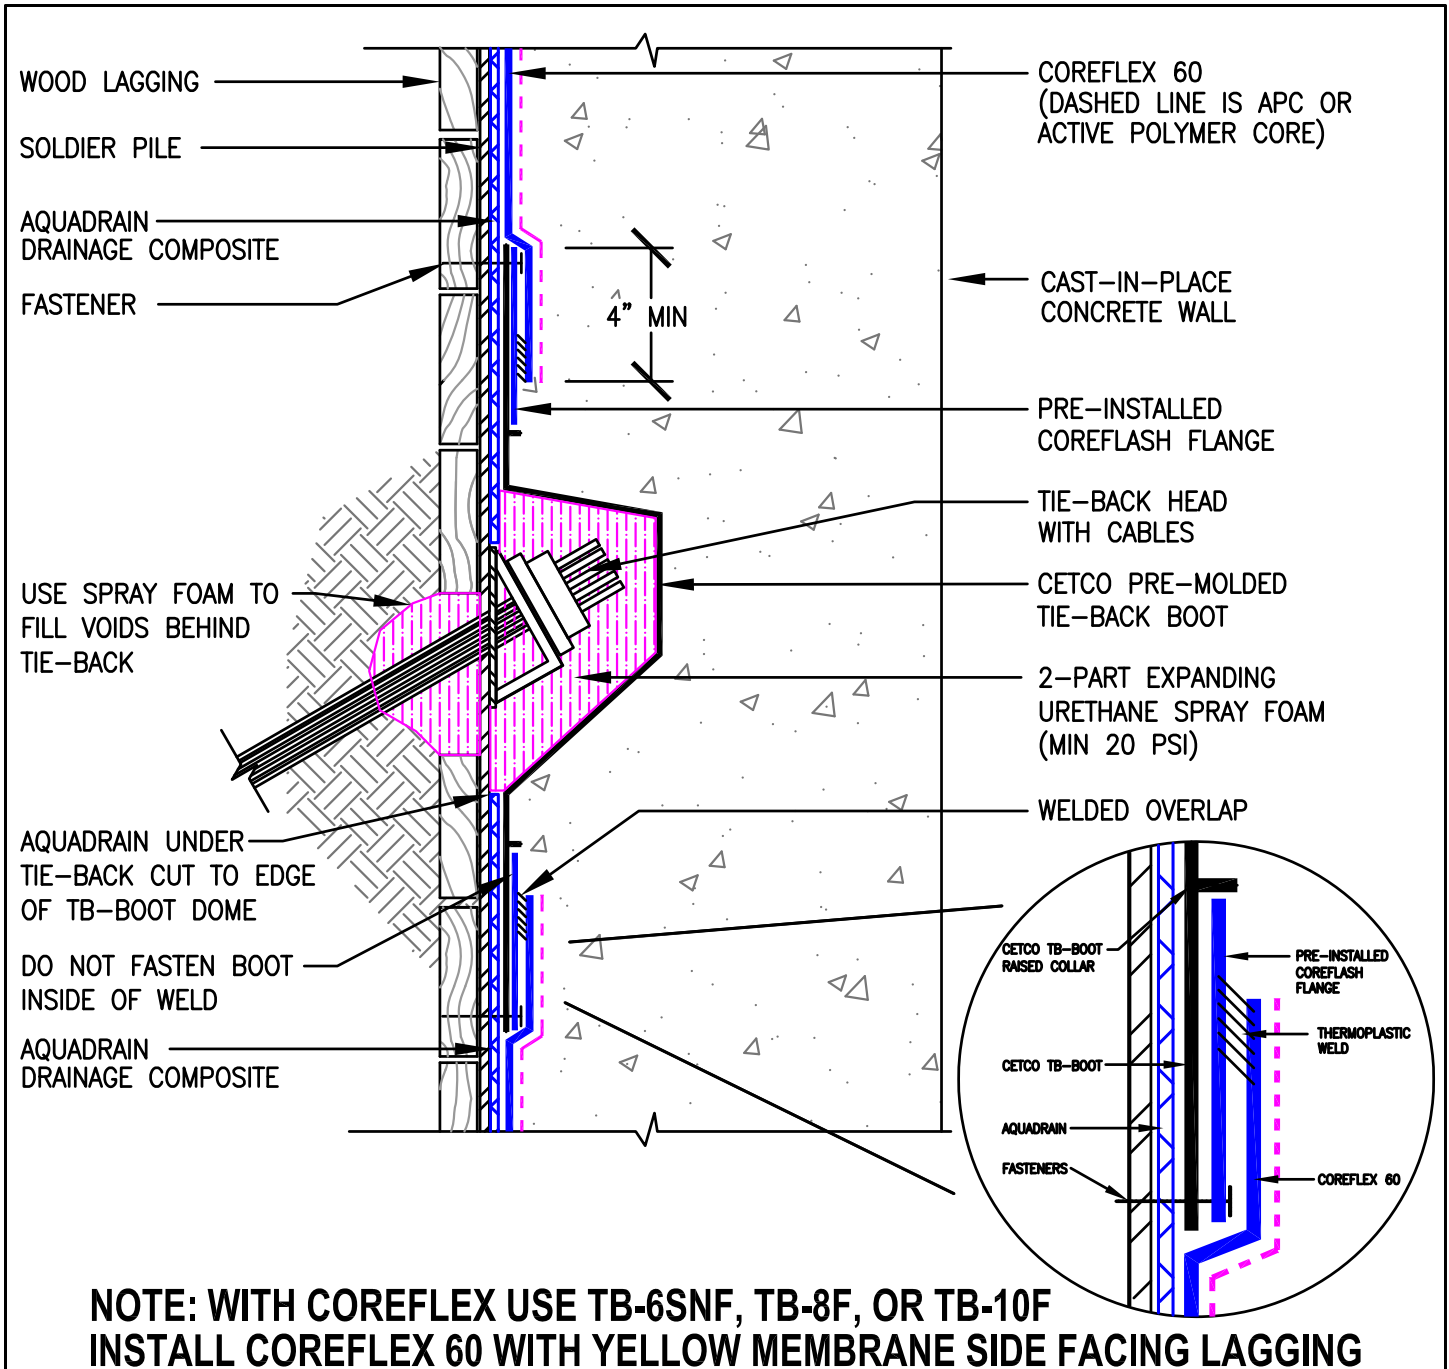 WOOD LAGGING
SOLDIER PILE
AQUADRAIN
DRAINAGE COMPOSITE
FASTENER
USE SPRAY FOAM TO
FILL VOIDS BEHIND
TIE-BACK
AQUADRAIN UNDER
TIE-BACK CUT TO EDGE
OF TB-BOOT DOME
DO NOT FASTEN BOOT
INSIDE OF WELD
AQUADRAIN
DRAINAGE COMPOSITE
4" MIN
COREFLEX 60
(DASHED LINE IS APC OR
ACTIVE POLYMER CORE)
CAST-IN-PLACE
CONCRETE WALL
PRE-INSTALLED
COREFLASH FLANGE
TIE-BACK HEAD
WITH CABLES
CETCO PRE-MOLDED
TIE-BACK BOOT
2-PART EXPANDING
URETHANE SPRAY FOAM
(MIN 20 PSI)
WELDED OVERLAP
CETCO TB-BOOT
RAISED COLLAR
CETCO TB-BOOT
AQUADRAIN
FASTENERS
PRE-INSTALLED
COREFLASH
FLANGE
THERMOPLASTIC
WELD
COREFLEX 60
NOTE: WITH COREFLEX USE TB-6SNF, TB-8F, OR TB-10F
INSTALL COREFLEX 60 WITH YELLOW MEMBRANE SIDE FACING LAGGING